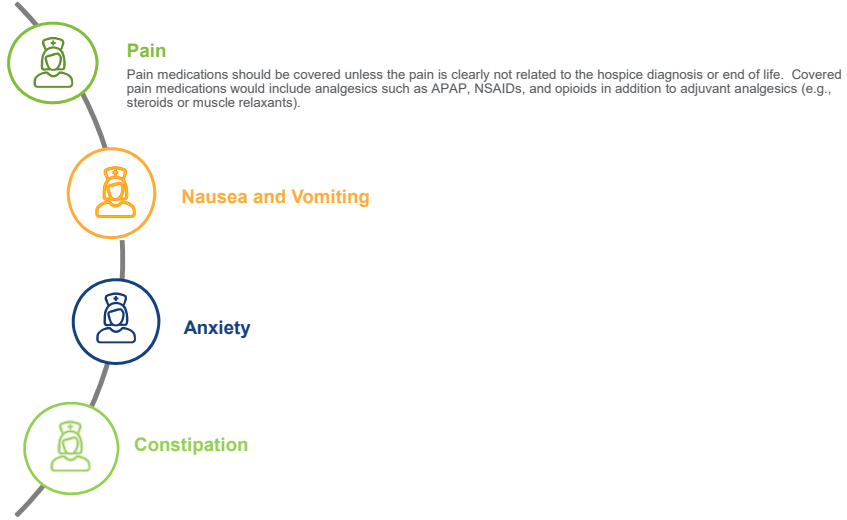 Pain
Pain medications should be covered unless the pain is clearly not related to the hospice diagnosis or end of life.  Covered
pain medications would include analgesics such as APAP, NSAIDs, and opioids in addition to adjuvant analgesics (e.g.,
steroids or muscle relaxants).
Nausea and Vomiting
Anxiety
Constipation